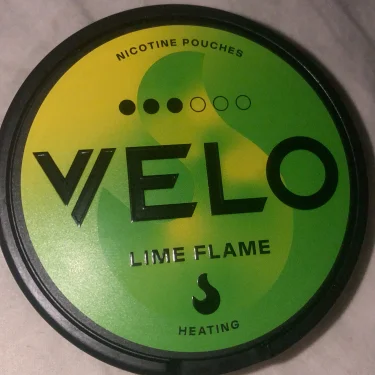 NICOTINE POUCHES
VELO
LIME FLAME
HEATING